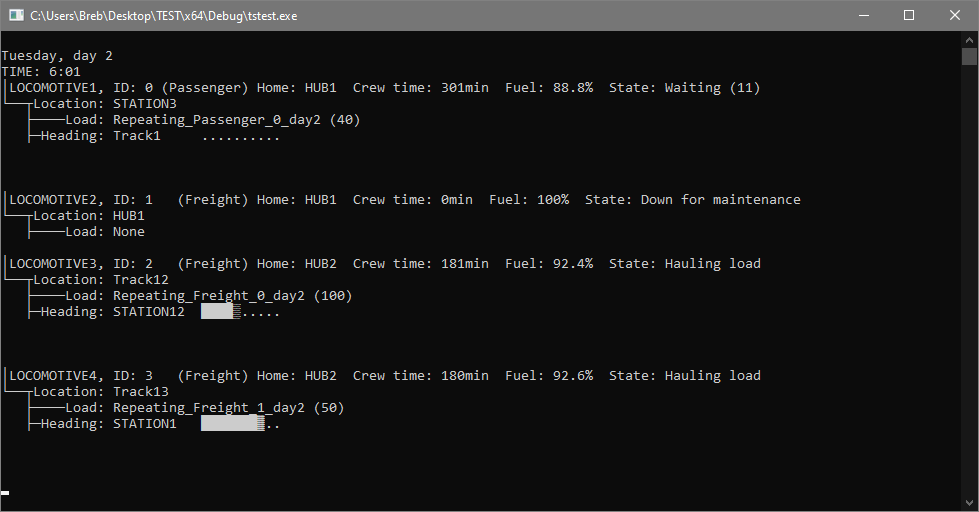 C:\Users\Breb\Desktop\TEST\x64\Debug\tstest.exe
Tuesday, day 2
TIME: 6:01
│LOCOMOTIVE1, ID: 0 (Passenger) Home: HUB1  Crew time: 301min  Fuel: 88.8%  State: Waiting (11)
└──┬Location: STATION3
   ├────Load: Repeating_Passenger_0_day2 (40)
   ├─Heading: Track1     ..........
│LOCOMOTIVE2, ID: 1   (Freight) Home: HUB1  Crew time: 0min  Fuel: 100%  State: Down for maintenance
└──┬Location: HUB1
   ├────Load: None
│LOCOMOTIVE3, ID: 2   (Freight) Home: HUB2  Crew time: 181min  Fuel: 92.4%  State: Hauling load
└──┬Location: Track12
   ├────Load: Repeating_Freight_0_day2 (100)
   ├─Heading: STATION12  ████▒.....
│LOCOMOTIVE4, ID: 3   (Freight) Home: HUB2  Crew time: 180min  Fuel: 92.6%  State: Hauling load
└──┬Location: Track13
   ├────Load: Repeating_Freight_1_day2 (50)
   ├─Heading: STATION1   ███████▒..